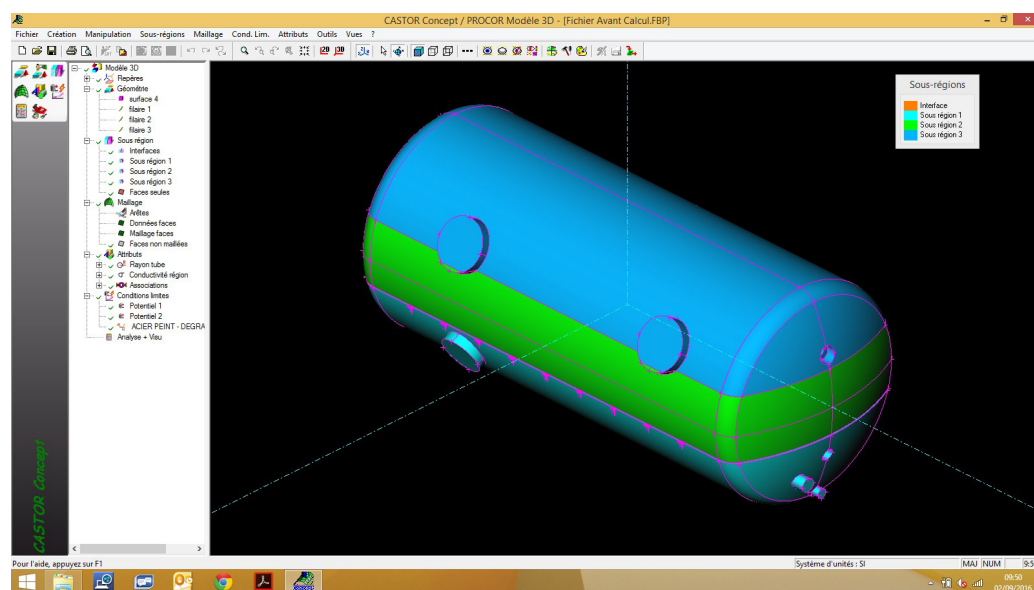 CASTOR Concept / PROCOR Modèle 3D - [Fichier Avant Calcul.FBP]
Fichier Création Manipulation Sous-régions Maillage Cond. Lim. Attributs Outils Vues ?
Modèle 3D
Repères
Géométrie
surface 4
filaire 1
filaire 2
filaire 3
Sous région
Interfaces
Sous région 1
Sous région 2
Sous région 3
Faces seules
Maillage
Arêtes
Données faces
Maillage faces
Faces non maillées
Attributs
Rayon tube
Conductivité région
Associations
Conditions limites
Potentiel 1
Potentiel 2
ACIER PEINT - DEGRA
Analyse + Visu
CASTOR Concept
Sous-régions
Interface
Sous région 1
Sous région 2
Sous région 3
Pour l'aide, appuyez sur F1
Système d'unités : SI
MAJ NUM 9:5
09:50
02/09/2016